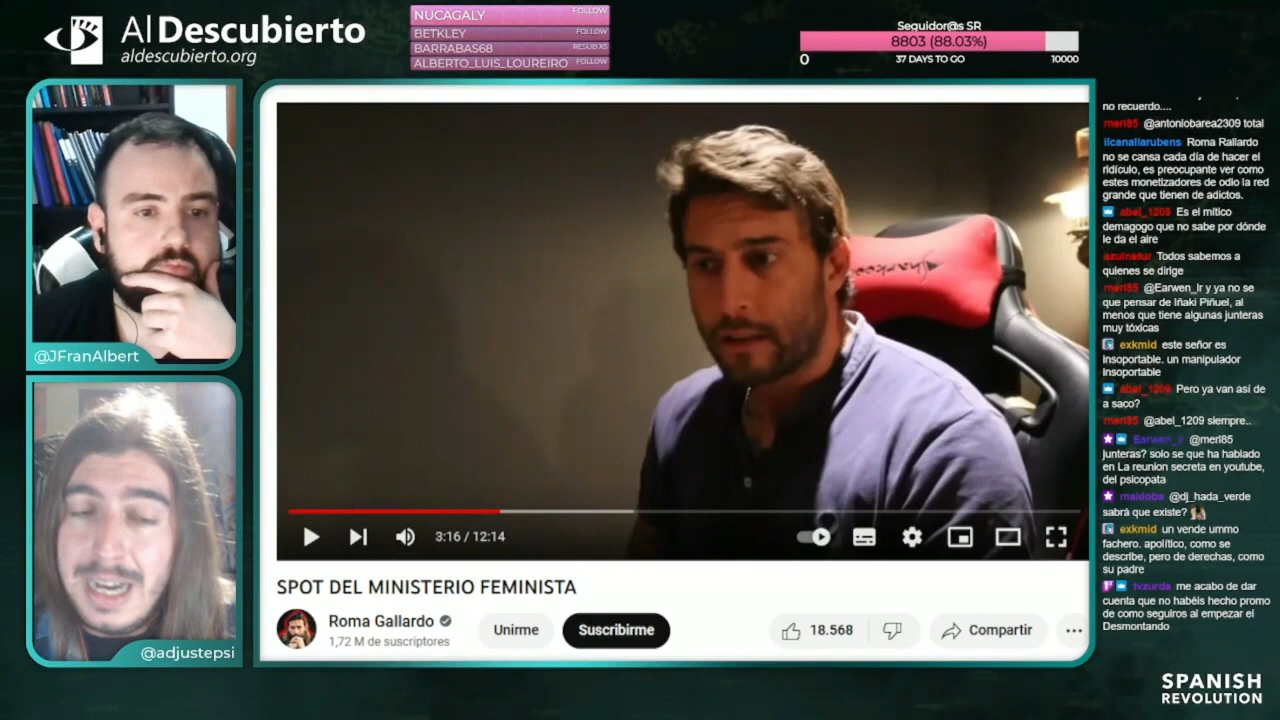 Al Descubierto
aldescubierto.org
NUCAGALY FOLLOW
BETKLEY FOLLOW
BARRABAS68 RESUB X5
ALBERTO_LUIS_LOUREIRO FOLLOW
Seguidor@s SR
8803 (88.03%)
0 37 DAYS TO GO 10000
@JFranAlbert
@adjustepsi
3:16 / 12:14
SPOT DEL MINISTERIO FEMINISTA
Roma Gallardo
1,72 M de suscriptores
Unirme
Suscribirme
18.568
Compartir
no recuerdo....
merl85 @antoniobarea2309 total
ilcanallarubens Roma Rallardo
no se cansa cada día de hacer el
ridículo, es preocupante ver como
estes monetizadores de odio la red
grande que tienen de adictos.
abel_1209 Es el mítico
demagogo que no sabe por dónde
le da el aire
azulnatur Todos sabemos a
quienes se dirige
merl85 @Earwen_Ir y ya no se
que pensar de Iñaki Piñuel, al
menos que tiene algunas junteras
muy tóxicas
exkmid este señor es
insoportable. un manipulador
insoportable
abel_1209 Pero ya van así de
a saco?
merl85 @abel_1209 siempre..
Earwen_Ir @merl85
junteras? solo se que ha hablado
en La reunion secreta en youtube,
del psicopata
maldoba @dj_hada_verde
sabrá que existe?
exkmid un vende ummo
fachero. apolítico, como se
describe, pero de derechas, como
su padre
tvzurda me acabo de dar
cuenta que no habéis hecho promo
de como seguiros al empezar el
Desmontando
SPANISH
REVOLUTION